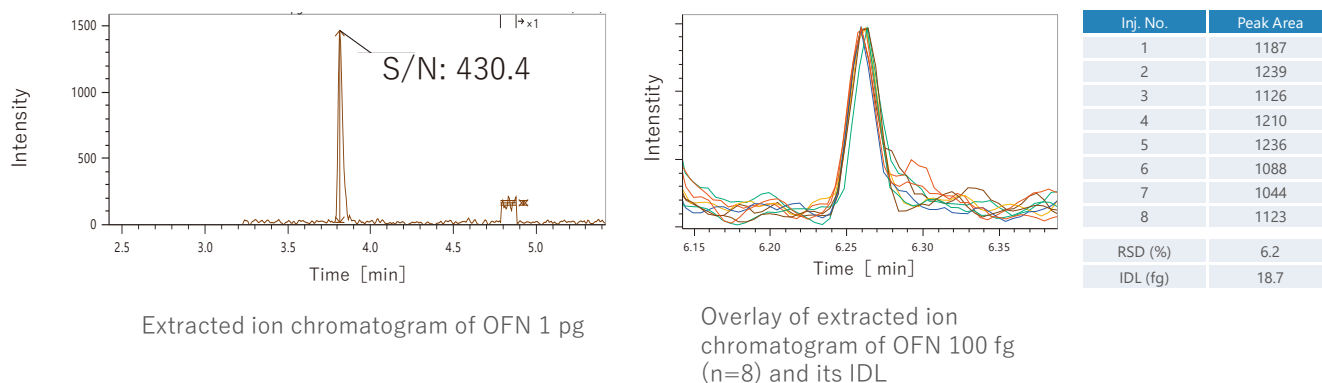 →×1
1500
1000
500
0
S/N: 430.4
Intensity
2.5 3.0 3.5 4.0 4.5 5.0
Time [min]
Extracted ion chromatogram of OFN 1 pg
Intenstity
6.15 6.20 6.25 6.30 6.35
Time [ min]
Overlay of extracted ion
chromatogram of OFN 100 fg
(n=8) and its IDL
Inj. No. Peak Area
1 1187
2 1239
3 1126
4 1210
5 1236
6 1088
7 1044
8 1123
RSD (%) 6.2
IDL (fg) 18.7